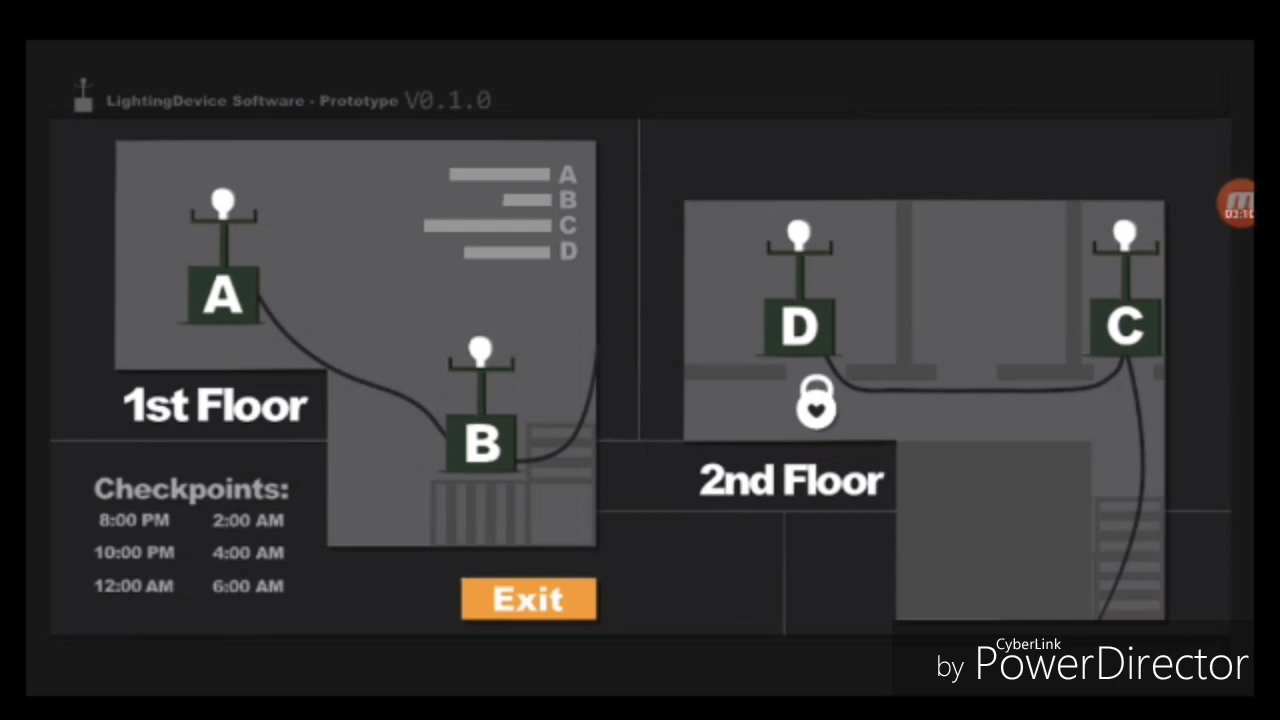 LightingDevice Software - Prototype V0.1.0
A
B
C
D
A
B
1st Floor
D
C
2nd Floor
Checkpoints:
8:00 PM 2:00 AM
10:00 PM 4:00 AM
12:00 AM 6:00 AM
Exit
CyberLink
by PowerDirector